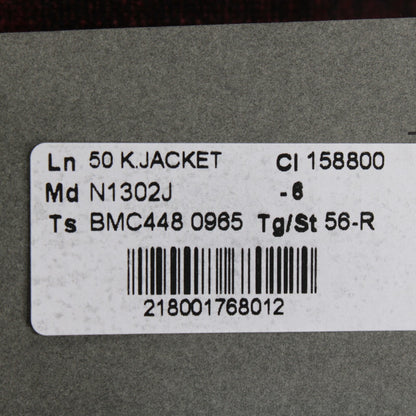 Ln 50 K.JACKET Cl 158800
Md N1302J -6
Ts BMC448 0965 Tg/St 56-R
218001768012